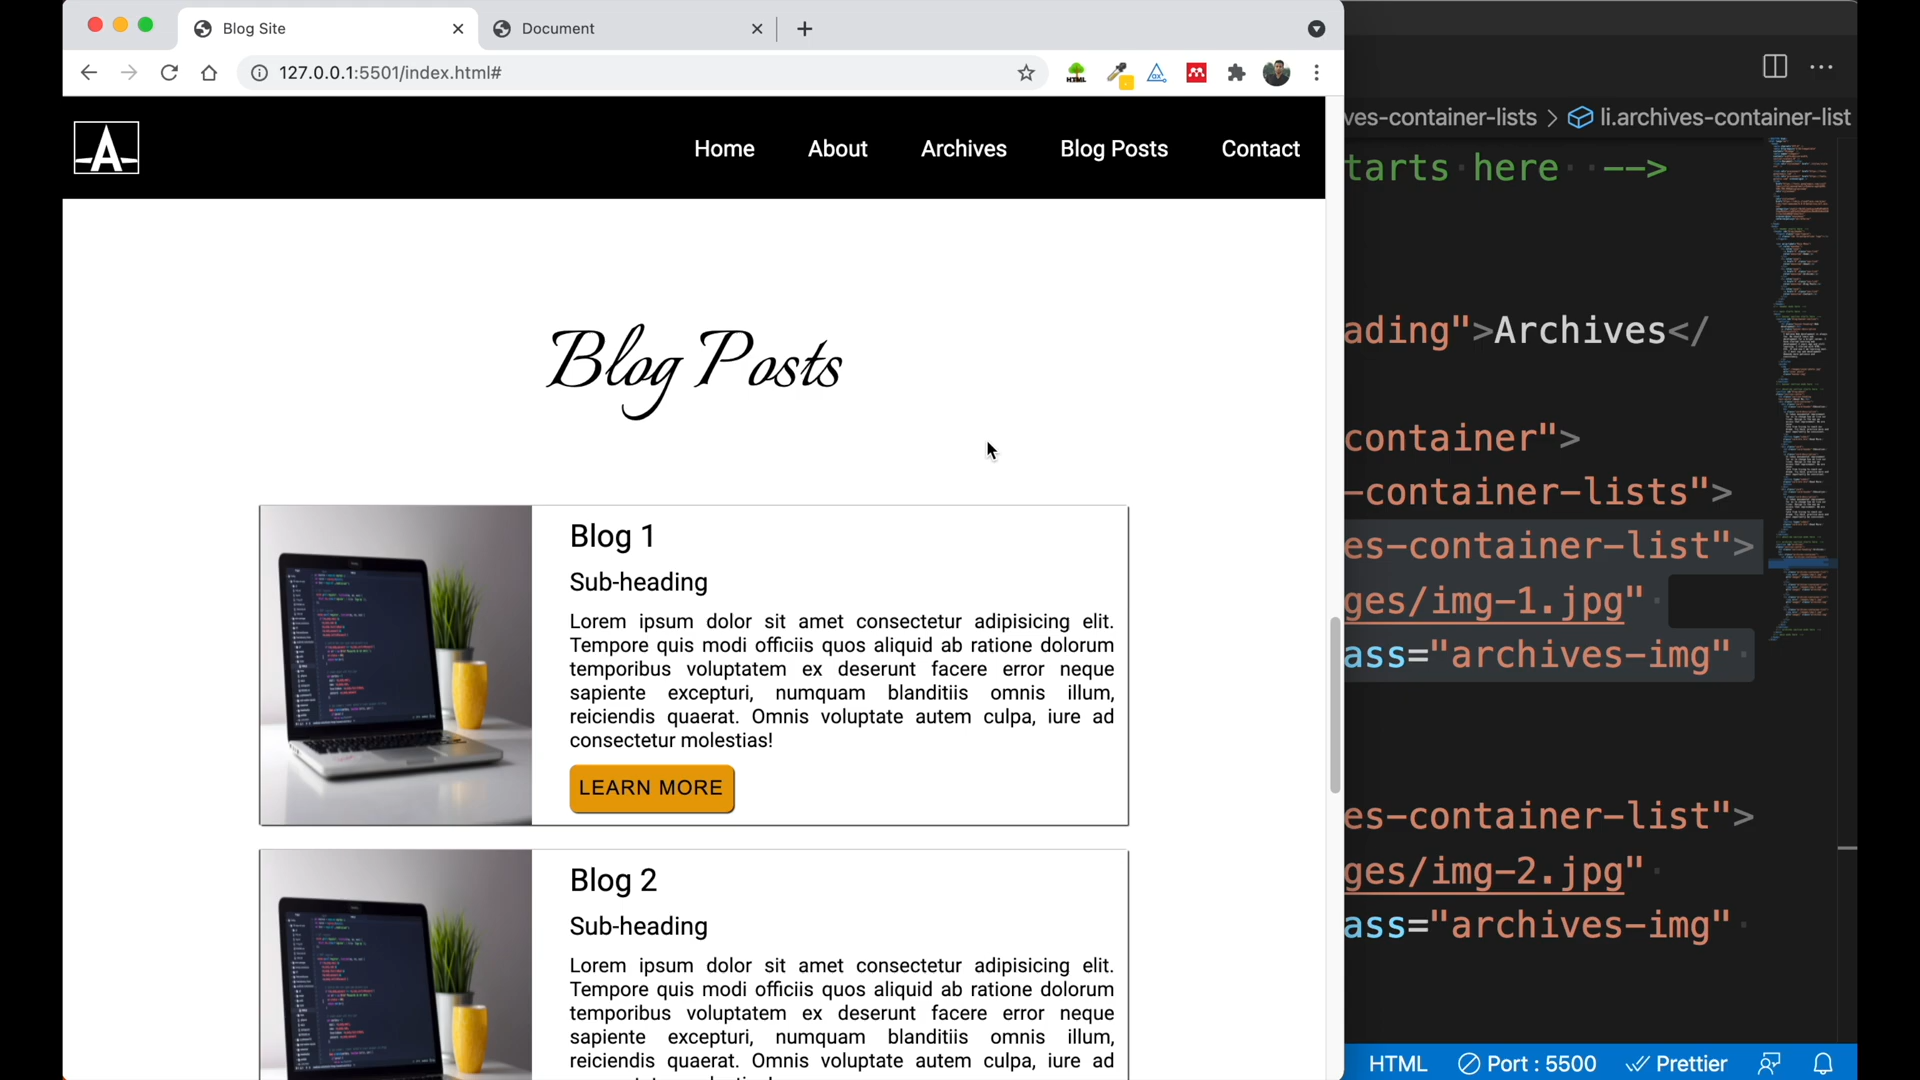 Blog Site
Document
127.0.0.1:5501/index.html#
A
Home
About
Archives
Blog Posts
Contact
Blog Posts
Blog 1
Sub-heading
Lorem ipsum dolor sit amet consectetur adipisicing elit.
Tempore quis modi officiis quos aliquid ab ratione dolorum
temporibus voluptatem ex deserunt facere error neque
sapiente excepturi, numquam blanditiis omnis illum,
reiciendis quaerat. Omnis voluptate autem culpa, iure ad
consectetur molestias!
LEARN MORE
Blog 2
Sub-heading
Lorem ipsum dolor sit amet consectetur adipisicing elit.
Tempore quis modi officiis quos aliquid ab ratione dolorum
temporibus voluptatem ex deserunt facere error neque
sapiente excepturi, numquam blanditiis omnis illum,
reiciendis quaerat. Omnis voluptate autem culpa, iure ad
ves-container-lists > li.archives-container-list
tarts here -->
ading">Archives</
container">
-container-lists">
es-container-list">
ges/img-1.jpg"
ass="archives-img"
es-container-list">
ges/img-2.jpg"
ass="archives-img"
HTML
Port : 5500
Prettier